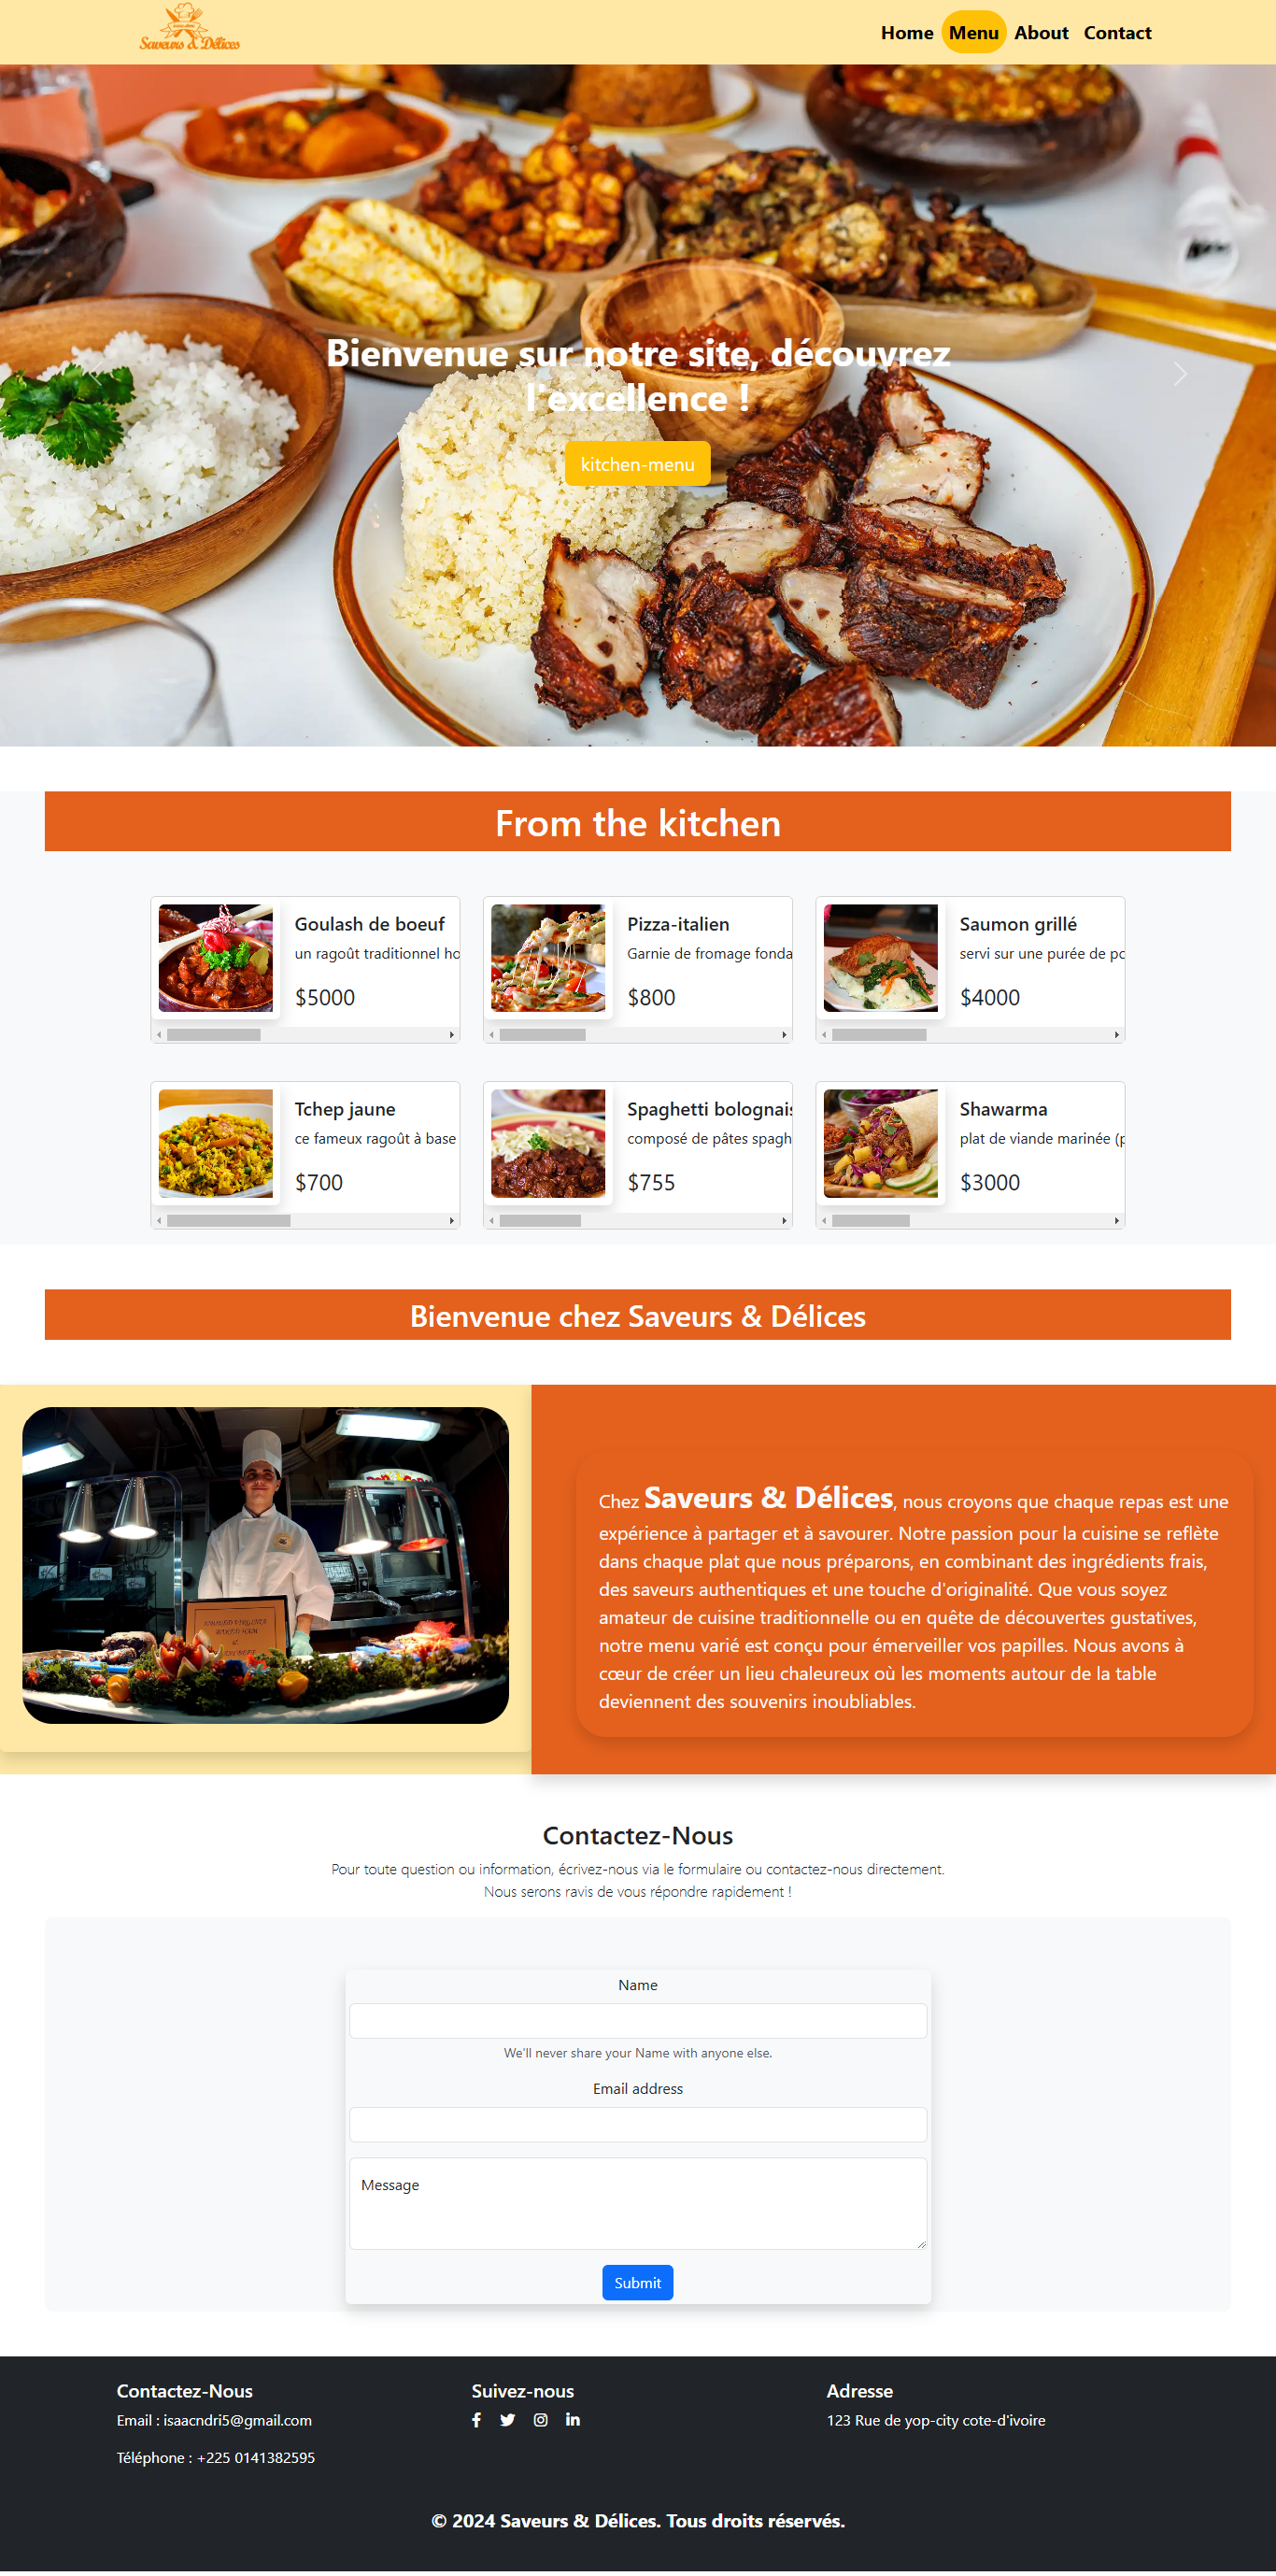 Saveurs & Délices
Home Menu About Contact
Bienvenue sur notre site, découvrez
l'excellence !
kitchen-menu
From the kitchen
Goulash de boeuf
un ragoût traditionnel ho
$5000
Pizza-italien
Garnie de fromage fonda
$800
Saumon grillé
servi sur une purée de po
$4000
Tchep jaune
ce fameux ragoût à base
$700
Spaghetti bolognais
composé de pâtes spagh
$755
Shawarma
plat de viande marinée (p
$3000
Bienvenue chez Saveurs & Délices
Chez Saveurs & Délices, nous croyons que chaque repas est une
expérience à partager et à savourer. Notre passion pour la cuisine se reflète
dans chaque plat que nous préparons, en combinant des ingrédients frais,
des saveurs authentiques et une touche d'originalité. Que vous soyez
amateur de cuisine traditionnelle ou en quête de découvertes gustatives,
notre menu varié est conçu pour émerveiller vos papilles. Nous avons à
cœur de créer un lieu chaleureux où les moments autour de la table
deviennent des souvenirs inoubliables.
Contactez-Nous
Pour toute question ou information, écrivez-nous via le formulaire ou contactez-nous directement.
Nous serons ravis de vous répondre rapidement !
Name
We'll never share your Name with anyone else.
Email address
Message
Submit
Contactez-Nous
Email : isaacndri5@gmail.com
Téléphone : +225 0141382595
Suivez-nous
Adresse
123 Rue de yop-city cote-d'ivoire
© 2024 Saveurs & Délices. Tous droits réservés.